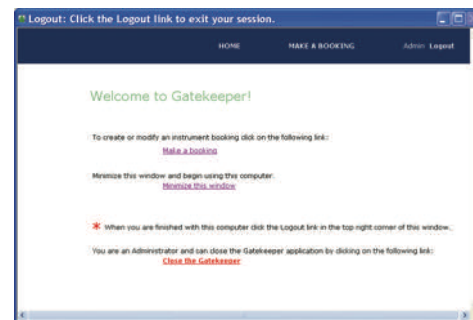 Logout: Click the Logout link to exit your session.
HOME MAKE A BOOKING Admin Logout
Welcome to Gatekeeper!
To create or modify an instrument booking click on the following link:
Make a booking
Minimize this window and begin using this computer.
Minimize this window
* When you are finished with this computer click the Logout link in the top right corner of this window.
You are an Administrator and can close the Gatekeeper application by clicking on the following link:
Close the Gatekeeper